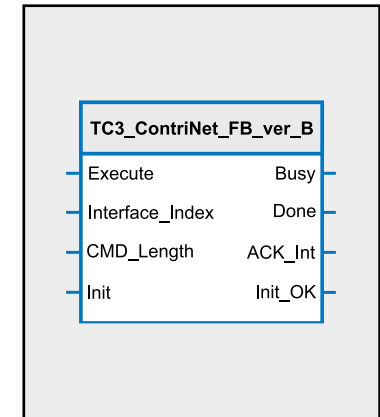 TC3_ContriNet_FB_ver_B
Execute Busy
Interface_Index Done
CMD_Length ACK_Int
Init Init_OK